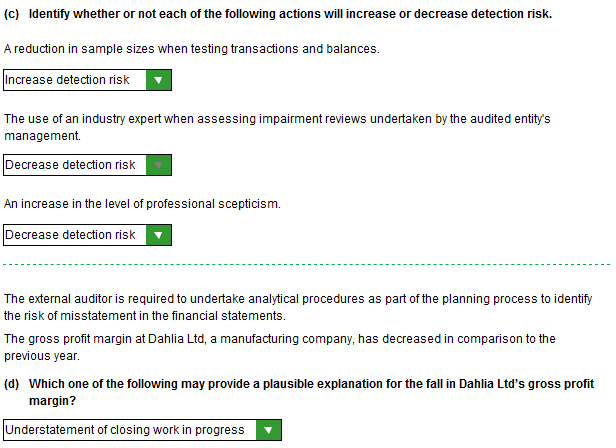 (c) Identify whether or not each of the following actions will increase or decrease detection risk.
A reduction in sample sizes when testing transactions and balances.
Increase detection risk
The use of an industry expert when assessing impairment reviews undertaken by the audited entity's
management.
Decrease detection risk
An increase in the level of professional scepticism.
Decrease detection risk
The external auditor is required to undertake analytical procedures as part of the planning process to identify
the risk of misstatement in the financial statements.
The gross profit margin at Dahlia Ltd, a manufacturing company, has decreased in comparison to the
previous year.
(d) Which one of the following may provide a plausible explanation for the fall in Dahlia Ltd's gross profit
margin?
Understatement of closing work in progress